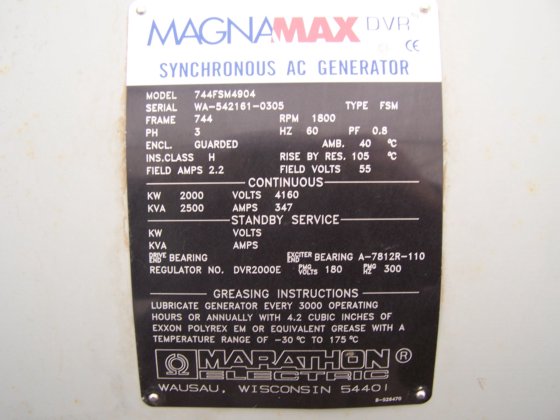 MAGNAMAX DVR
CE
SYNCHRONOUS AC GENERATOR
MODEL 744FSM4904
SERIAL WA-542161-0305 TYPE FSM
FRAME 744 RPM 1800
PH 3 HZ 60 PF 0.8
ENCL. GUARDED AMB. 40 °C
INS.CLASS H RISE BY RES. 105 °C
FIELD AMPS 2.2 FIELD VOLTS 55
CONTINUOUS
KW 2000 VOLTS 4160
KVA 2500 AMPS 347
STANDBY SERVICE
KW VOLTS
KVA AMPS
DRIVE END BEARING EXCITER END BEARING A-7812R-110
REGULATOR NO. DVR2000E PMG VOLTS 180 PMG HZ 300
GREASING INSTRUCTIONS
LUBRICATE GENERATOR EVERY 3000 OPERATING
HOURS OR ANNUALLY WITH 4.2 CUBIC INCHES OF
EXXON POLYREX EM OR EQUIVALENT GREASE WITH A
TEMPERATURE RANGE OF -30°C TO 175°C
MARATHON ®
ELECTRIC
WAUSAU, WISCONSIN 54401